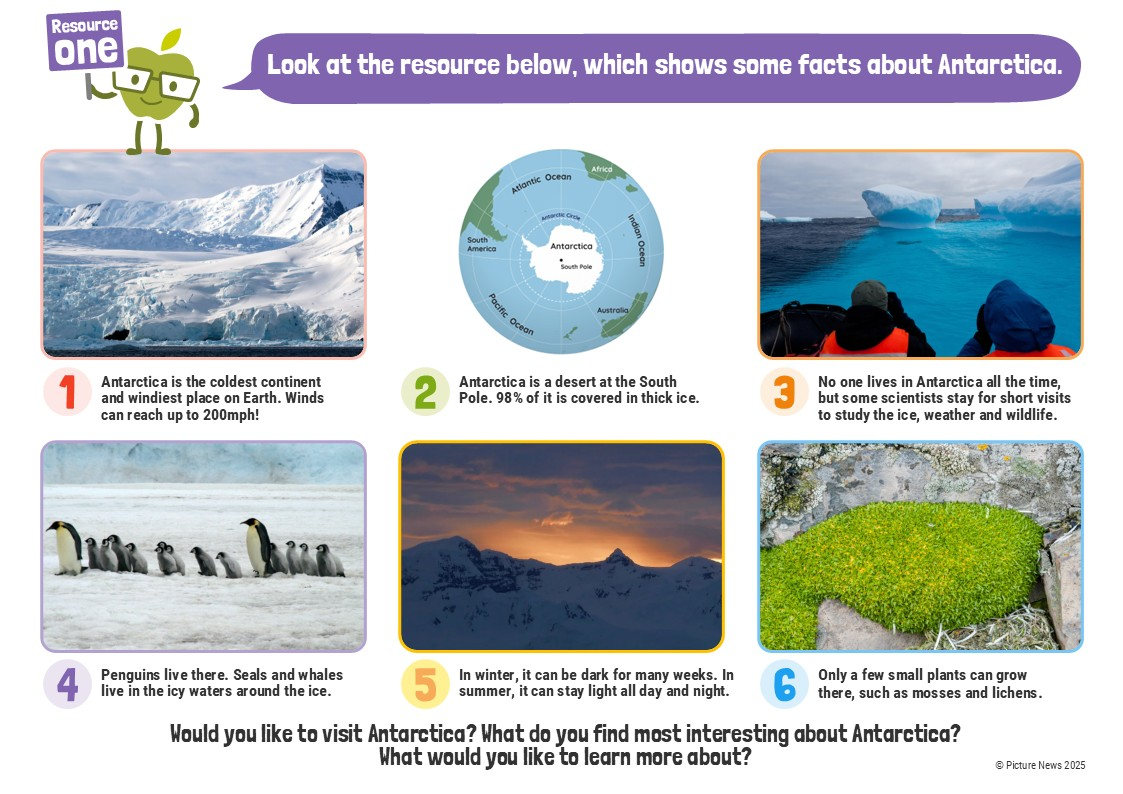 Resource
one
Look at the resource below, which shows some facts about Antarctica.
Africa
Atlantic Ocean
Antarctic Circle
Indian Ocean
South
America
Antarctica
South Pole
Pacific Ocean
Australia
1
Antarctica is the coldest continent
and windiest place on Earth. Winds
can reach up to 200mph!
2
Antarctica is a desert at the South
Pole. 98% of it is covered in thick ice.
3
No one lives in Antarctica all the time,
but some scientists stay for short visits
to study the ice, weather and wildlife.
4
Penguins live there. Seals and whales
live in the icy waters around the ice.
5
In winter, it can be dark for many weeks. In
summer, it can stay light all day and night.
6
Only a few small plants can grow
there, such as mosses and lichens.
Would you like to visit Antarctica? What do you find most interesting about Antarctica?
What would you like to learn more about?
© Picture News 2025